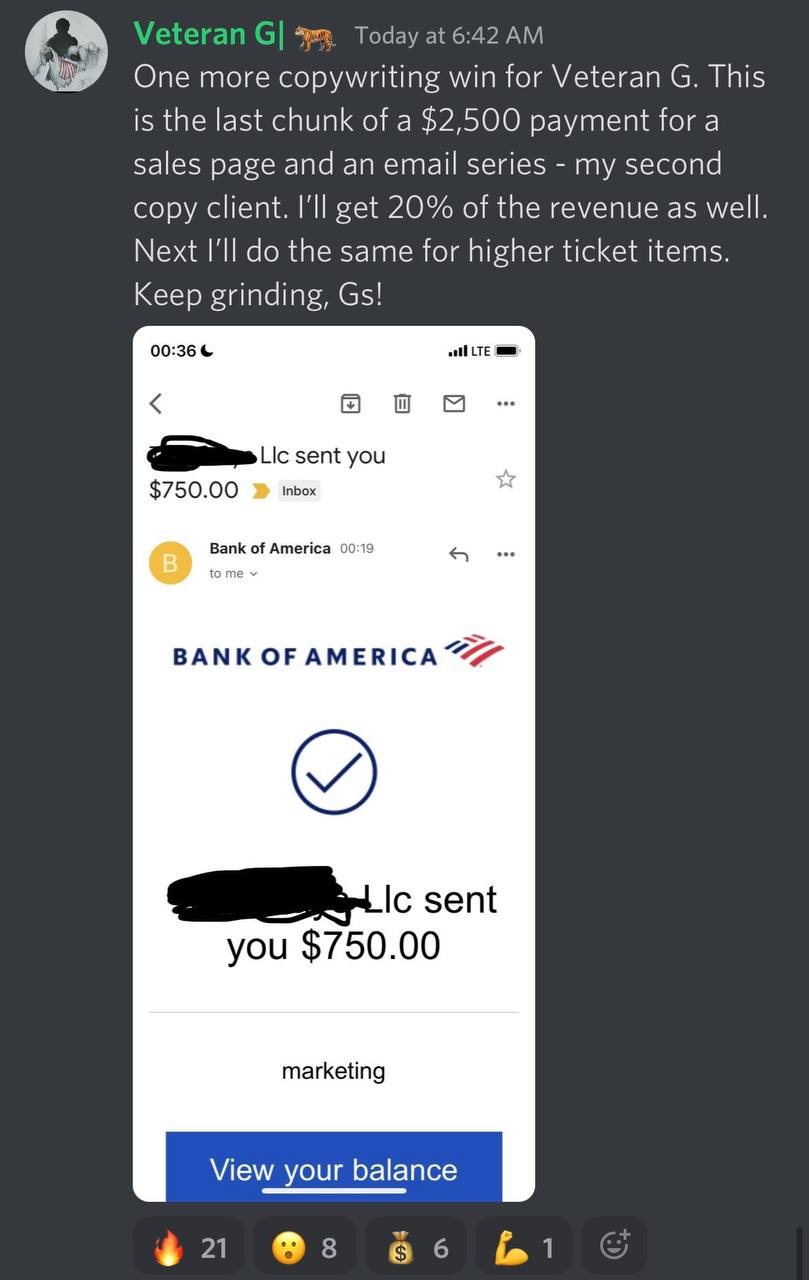 Veteran G| 🐅 Today at 6:42 AM
One more copywriting win for Veteran G. This
is the last chunk of a $2,500 payment for a
sales page and an email series - my second
copy client. I’ll get 20% of the revenue as well.
Next I’ll do the same for higher ticket items.
Keep grinding, Gs!
00:36 LTE
Llc sent you
$750.00 Inbox
B Bank of America 00:19
to me
BANK OF AMERICA
Llc sent
you $750.00
marketing
View your balance
🔥 21 😮 8 💰 6 💪 1